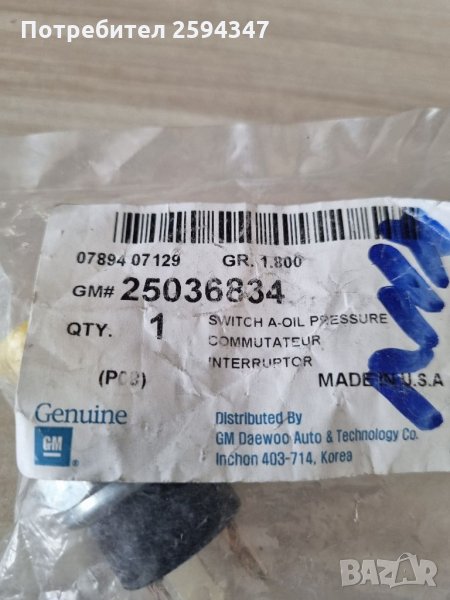 Потребител 2594347
07894 07129 GR. 1.800
GM# 25036834
QTY. 1 SWITCH A-OIL PRESSURE
COMMUTATEUR
INTERRUPTOR
MADE IN U.S.A
Genuine
GM
Distributed By
GM Daewoo Auto & Technology Co.
Inchon 403-714, Korea
BAZAR